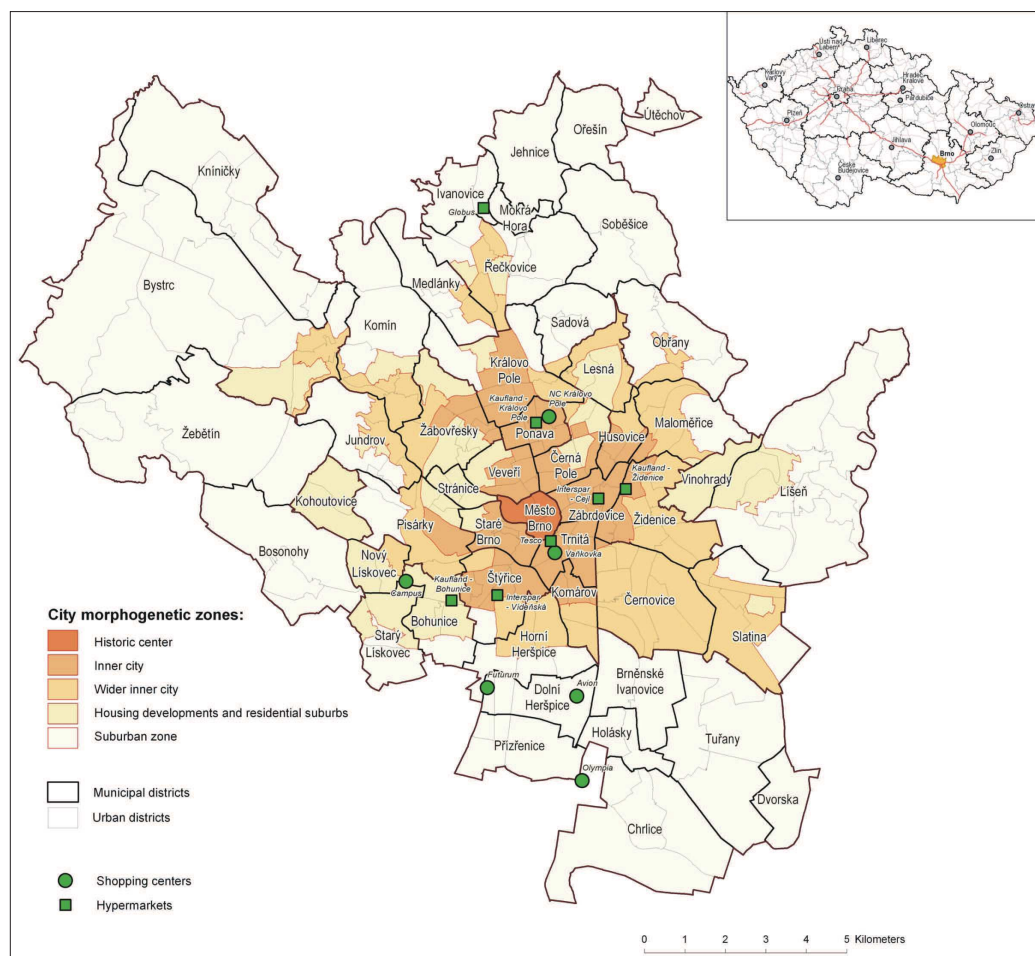 Ústí nad
Labem
Liberec
Karlovy
Vary
Hradec
Králové
Praha
Pardubice
Plzeň
Olomouc
Jihlava
Brno
Zlín
České
Budějovice
Útěchov
Ořešín
Jehnice
Kníničky
Ivanovice
Globus
Mokrá
Hora
Soběšice
Řečkovice
Medlánky
Bystrc
Komín
Sadová
Obřany
Královo
Pole
Lesná
NC Královo
Pole
Kaufland -
Královo
Pole
Ponava
Žebětín
Jundrov
Žabovřesky
Husovice
Maloměřice
Černá
Pole
Veveří
Kaufland -
Židenice
Vinohrady
Líšeň
Kohoutovice
Stránice
Interspar
- Cejl
Město
Brno
Zábrdovice
Židenice
Pisárky
Staré
Brno
Tesco
Trnitá
Vaňkovka
Bosonohy
Nový
Lískovec
Campus
Kaufland -
Bohunice
Štýřice
Interspar
- Vídeňská
Komárov
Černovice
Bohunice
Starý
Lískovec
Horní
Heršpice
Slatina
Futurum
Dolní
Heršpice
Avion
Brněnské
Ivanovice
Holásky
Tuřany
Přízřenice
Olympia
Dvorska
Chrlice
City morphogenetic zones:
Historic center
Inner city
Wider inner city
Housing developments and residential suburbs
Suburban zone
Municipal districts
Urban districts
Shopping centers
Hypermarkets
0 1 2 3 4 5 Kilometers